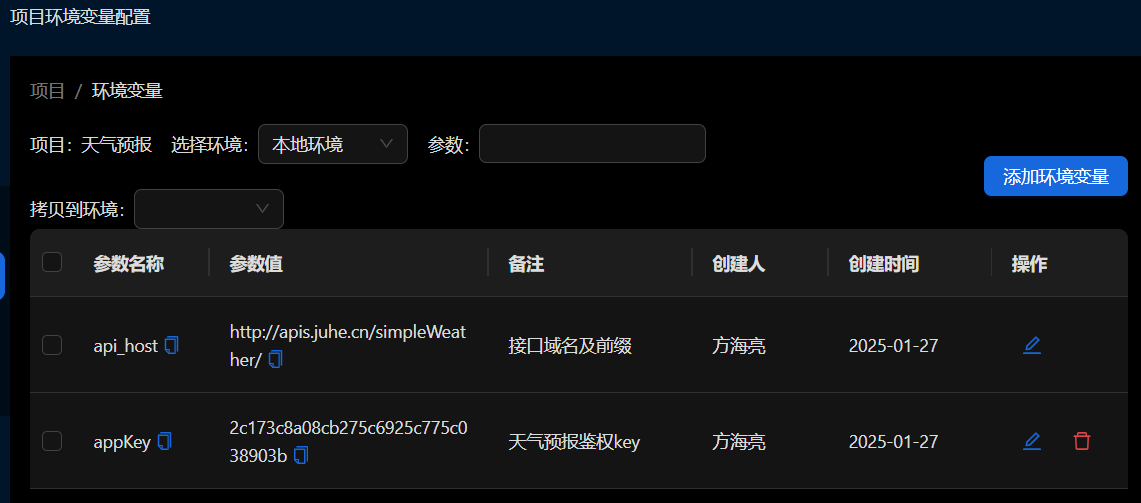 项目环境变量配置
项目 / 环境变量
项目: 天气预报 选择环境: 本地环境 参数:
添加环境变量
拷贝到环境:
参数名称 参数值 备注 创建人 创建时间 操作
http://apis.juhe.cn/simpleWeat
api_host 接口域名及前缀 方海亮 2025-01-27
her/
2c173c8a08cb275c6925c775c0
appKey 天气预报鉴权key 方海亮 2025-01-27
38903b